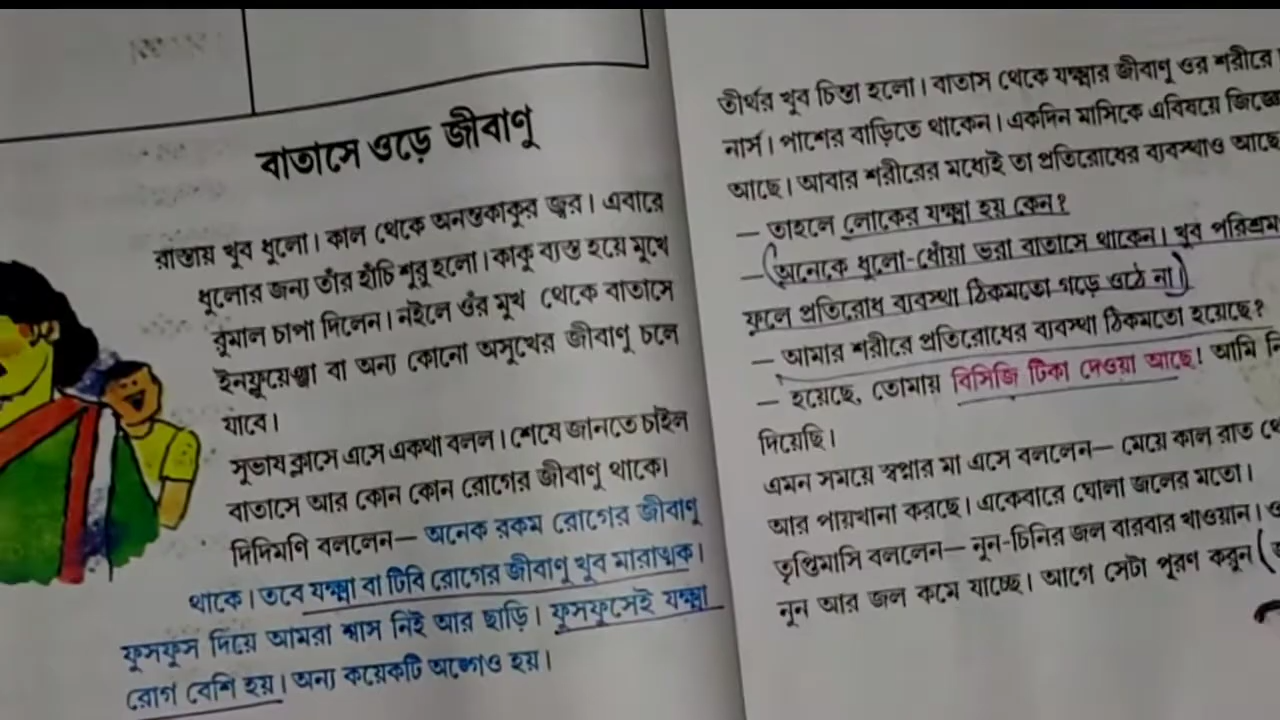 বাতাসে ওড়ে জীবাণু
রাস্তায় খুব ধুলো। কাল থেকে অনন্তকাকুর জ্বর। এবারে
ধুলোর জন্য তাঁর হাঁচি শুরু হলো। কাকু ব্যস্ত হয়ে মুখে
রুমাল চাপা দিলেন। নইলে ওঁর মুখ থেকে বাতাসে
ইনফ্লুয়েঞ্জা বা অন্য কোনো অসুখের জীবাণু চলে
যাবে।
সুভাষ ক্লাসে এসে একথা বলল। শেষে জানতে চাইল
বাতাসে আর কোন কোন রোগের জীবাণু থাকে।
দিদিমণি বললেন— অনেক রকম রোগের জীবাণু
থাকে। তবে যক্ষ্মা বা টিবি রোগের জীবাণু খুব মারাত্মক।
ফুসফুস দিয়ে আমরা শ্বাস নিই আর ছাড়ি। ফুসফুসেই যক্ষ্মা
রোগ বেশি হয়। অন্য কয়েকটি অঙ্গেও হয়।
তীর্থর খুব চিন্তা হলো। বাতাস থেকে যক্ষ্মার জীবাণু ওর শরীরে
নার্স। পাশের বাড়িতে থাকেন। একদিন মাসিকে এবিষয়ে
আছে। আবার শরীরের মধ্যেই তা প্রতিরোধের ব্যবস্থাও আছে
— তাহলে লোকের যক্ষ্মা হয় কেন?
— (অনেকে ধুলো-ধোঁয়া ভরা বাতাসে থাকেন। খুব পরিশ্রম
ফলে প্রতিরোধ ব্যবস্থা ঠিকমতো গড়ে ওঠে না)
— আমার শরীরে প্রতিরোধের ব্যবস্থা ঠিকমতো হয়েছে?
— হয়েছে, তোমায় বিসিজি টিকা দেওয়া আছে। আমি
দিয়েছি।
এমন সময়ে স্বপ্নার মা এসে বললেন— মেয়ে কাল রাত
আর পায়খানা করছে। একেবারে ঘোলা জলের মতো।
তৃপ্তিমাসি বললেন— নুন-চিনির জল বারবার খাওয়ান।
নুন আর জল কমে যাচ্ছে। আগে সেটা পূরণ করুন (